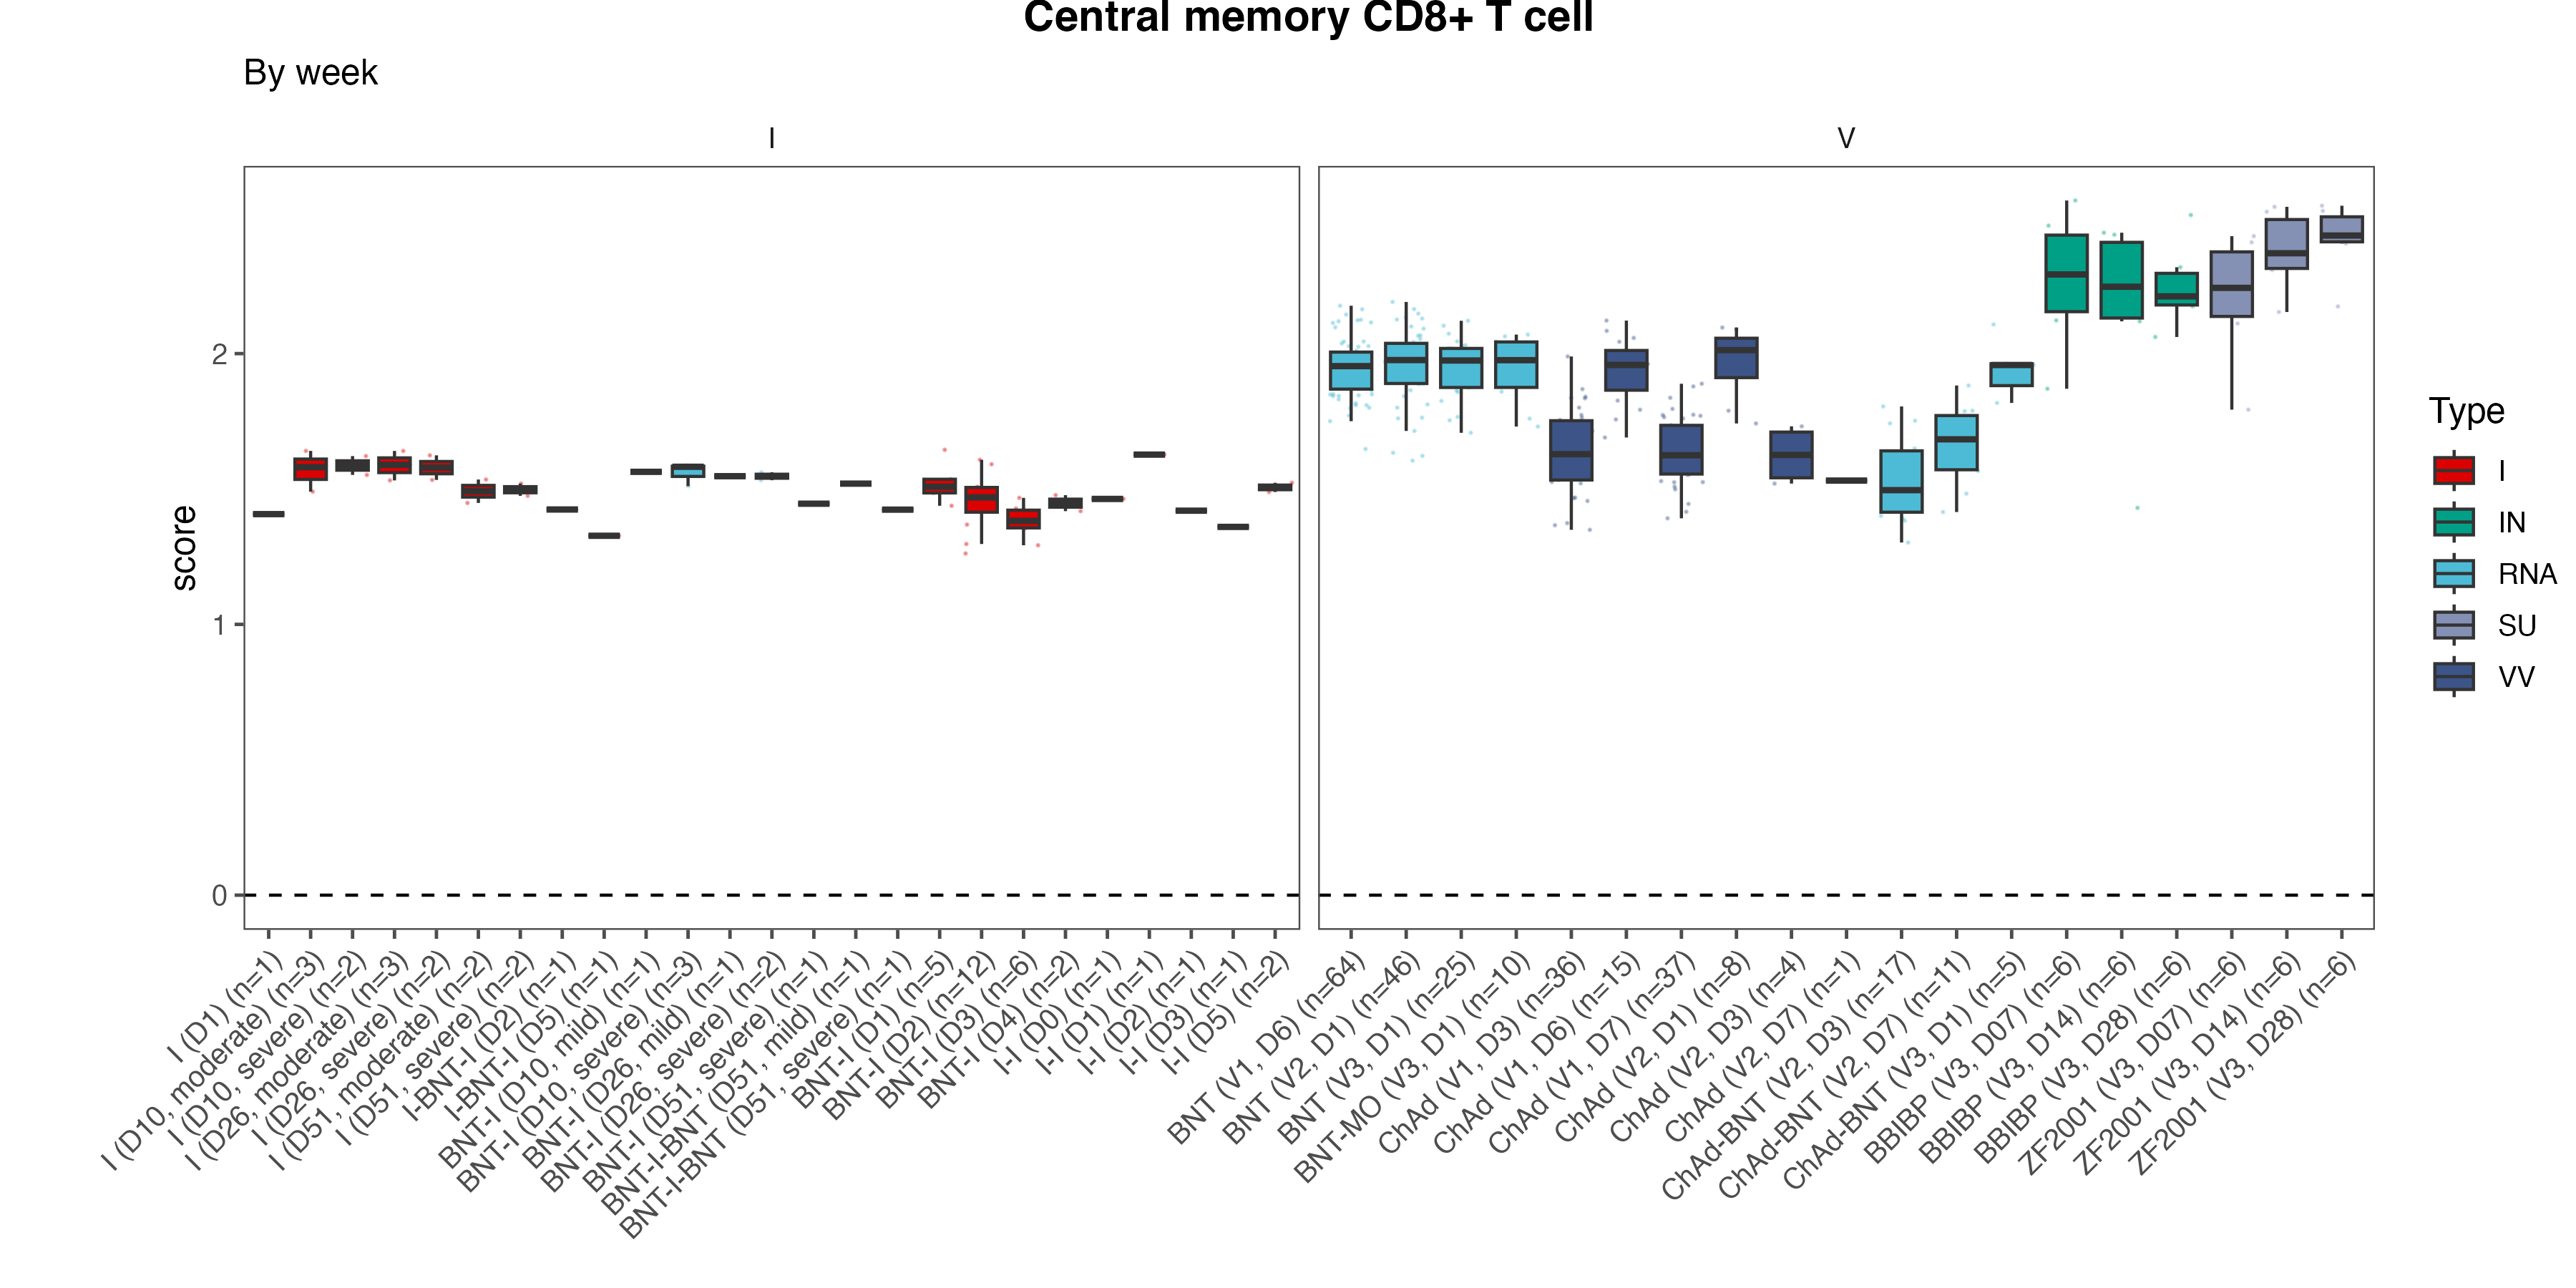 Central memory CD8+ T cell
By week
I
V
score
2
1
0
I (D1) (n=1)
I (D10, moderate) (n=3)
I (D10, severe) (n=2)
I (D26, moderate) (n=3)
I (D26, severe) (n=2)
I (D51, moderate) (n=2)
I (D51, severe) (n=2)
I-BNT-I (D2) (n=1)
I-BNT-I (D5) (n=1)
BNT-I (D10, mild) (n=1)
BNT-I (D10, severe) (n=3)
BNT-I (D26, mild) (n=1)
BNT-I (D26, severe) (n=2)
BNT-I (D51, severe) (n=1)
BNT-I-BNT (D51, mild) (n=1)
BNT-I-BNT (D51, severe) (n=1)
BNT-I (D1) (n=5)
BNT-I (D2) (n=12)
BNT-I (D3) (n=6)
BNT-I (D4) (n=2)
I-I (D0) (n=1)
I-I (D1) (n=1)
I-I (D2) (n=1)
I-I (D3) (n=1)
I-I (D5) (n=2)
BNT (V1, D6) (n=64)
BNT (V2, D1) (n=46)
BNT (V3, D1) (n=25)
BNT-MO (V3, D1) (n=10)
ChAd (V1, D3) (n=36)
ChAd (V1, D6) (n=15)
ChAd (V1, D7) (n=37)
ChAd (V2, D1) (n=8)
ChAd (V2, D3) (n=4)
ChAd (V2, D7) (n=1)
ChAd-BNT (V2, D3) (n=17)
ChAd-BNT (V2, D7) (n=11)
ChAd-BNT (V3, D1) (n=5)
BBIBP (V3, D07) (n=6)
BBIBP (V3, D14) (n=6)
BBIBP (V3, D28) (n=6)
ZF2001 (V3, D07) (n=6)
ZF2001 (V3, D14) (n=6)
ZF2001 (V3, D28) (n=6)
Type
I
IN
RNA
SU
VV